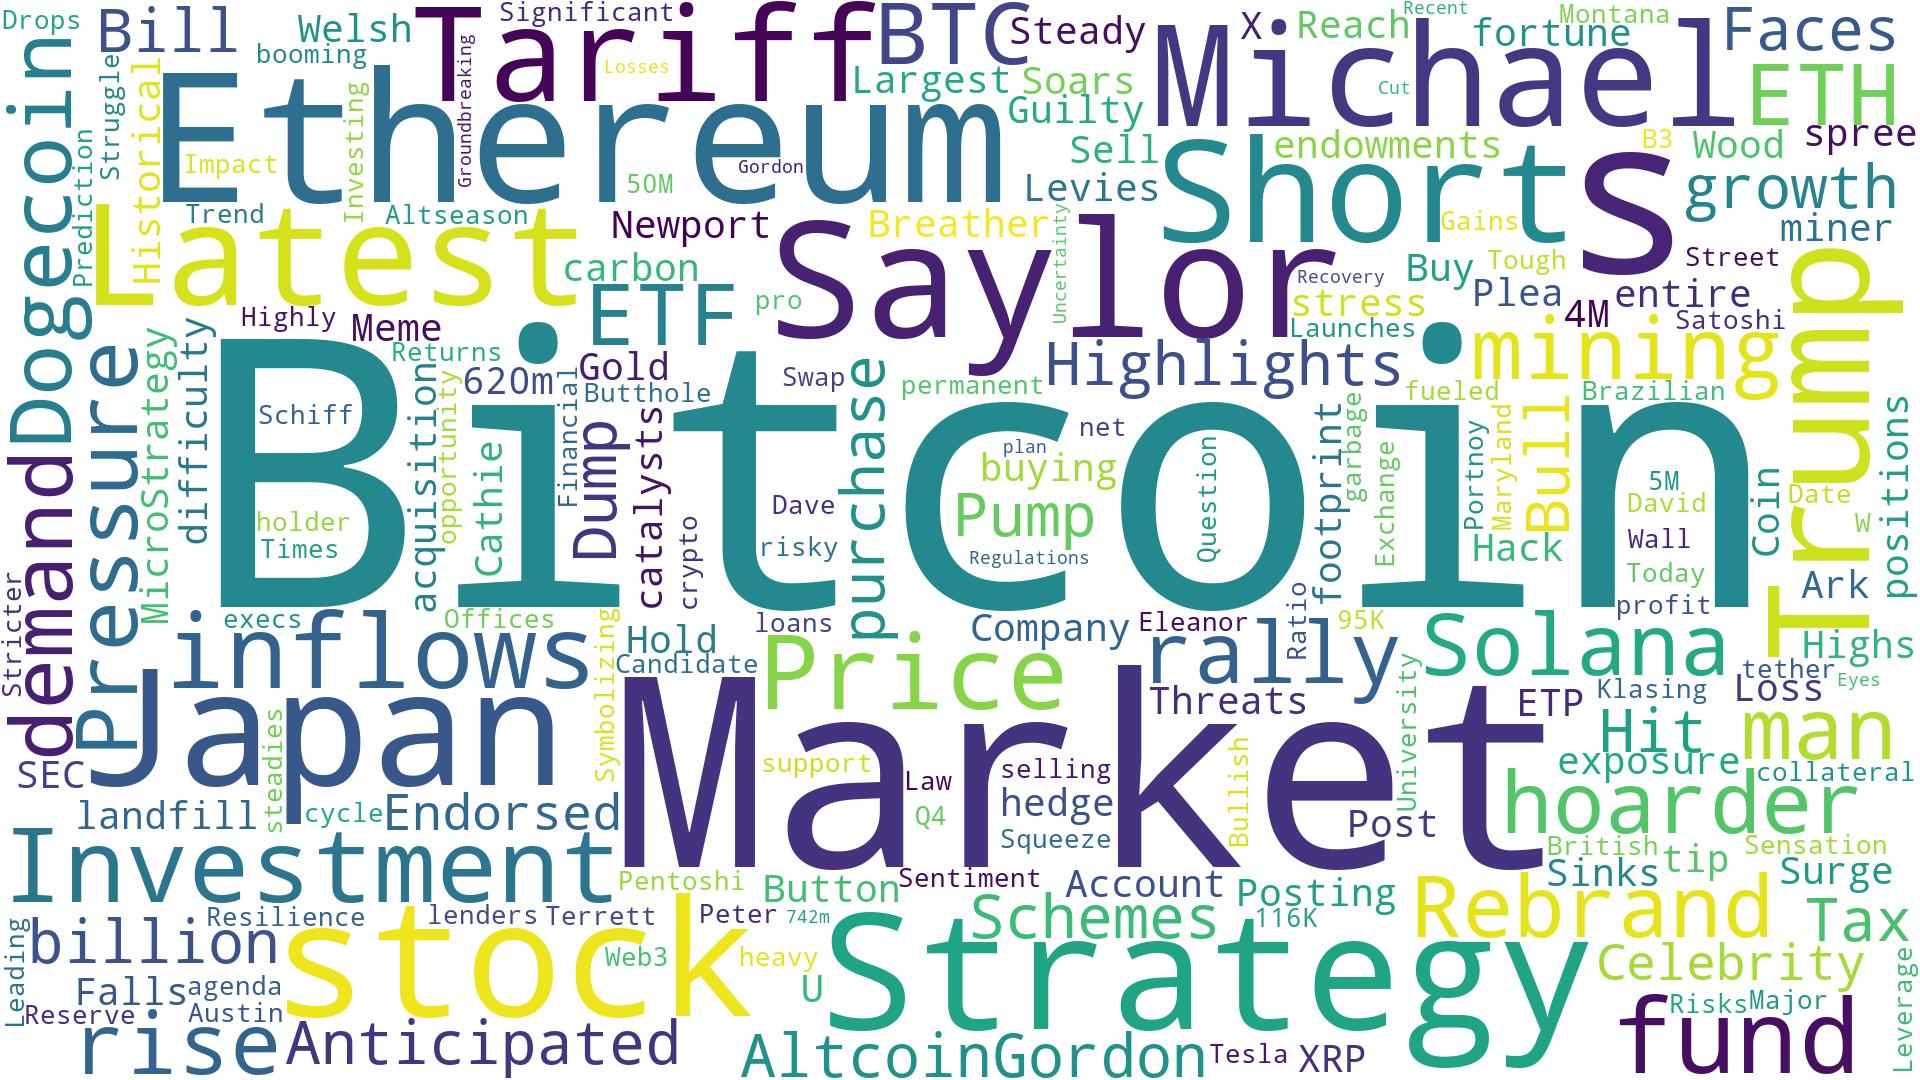 Drops
Bill
Welsh
Tariff
Significant
BTC
Steady
Michael
X
Reach
Recent
fortune
Montana
Faces
booming
Losses
Largest
Soars
Cut
ETH
Dogecoin
Struggle
Historical
Ethereum
Groundbreaking
Guilty
Prediction
Investing
Sell
Shorts
endowments
B3
Wood
spree
Impact
50M
Gordon
Levies
s
growth
Latest
Trend
Altseason
Newport
Breather
Uncertainty
Gains
miner
carbon
Saylor
Recovery
Buy
Tough
Street
Trump
Highly
Meme
ETF
pro
stress
Plea
4M
entire
Satoshi
Pressure
MicroStrategy
difficulty
Returns
620m
Gold
Butthole
Swap
Launches
Highlights
mining
permanent
fueled
Brazilian
Bitcoin
Schiff
acquisition
opportunity
Cathie
Financial
Dump
catalysts
crypto
purchase
plan
net
buying
Pump
Question
footprint
garbage
Exchange
Portnoy
Maryland
Bull
5M
David
Coin
Date
W
positions
demand
holder
Times
Dave
risky
Regulations
Hack
Wall
Today
Ark
Stricter
execs
Offices
Symbolizing
Hold
loans
Company
Eleanor
Ratio
95K
profit
inflows
Candidate
Price
rally
Solana
Highs
tether
Eyes
Japan
Market
Threats
University
ETP
Klasing
Loss
SEC
steadies
support
Law
selling
Bullish
Hit
man
exposure
collateral
landfill
cycle
Endorsed
Q4
hedge
Squeeze
Post
hoarder
Investment
Pentoshi
Button
Sentiment
Account
Posting
British
Sinks
tip
Sensation
Surge
Leading
billion
Resilience
stock
lenders
Terrett
Peter
742m
Schemes
116K
Rebrand
Tax
Falls
agenda
Web3
heavy
U
Strategy
Celebrity
Leverage
Reserve
Austin
Risks
Major
rise
Anticipated
AltcoinGordon
Tesla
XRP
fund